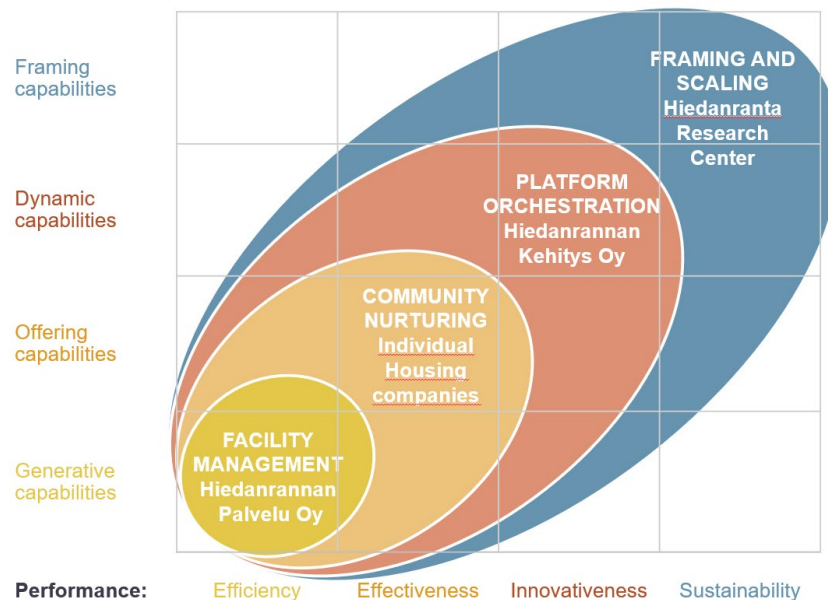 Framing
capabilities
FRAMING AND
SCALING
Hiedanranta
Research
Center
Dynamic
capabilities
PLATFORM
ORCHESTRATION
Hiedanrannan
Kehitys Oy
Offering
capabilities
COMMUNITY
NURTURING
Individual
Housing
companies
Generative
capabilities
FACILITY
MANAGEMENT
Hiedanrannan
Palvelu Oy
Performance: Efficiency Effectiveness Innovativeness Sustainability